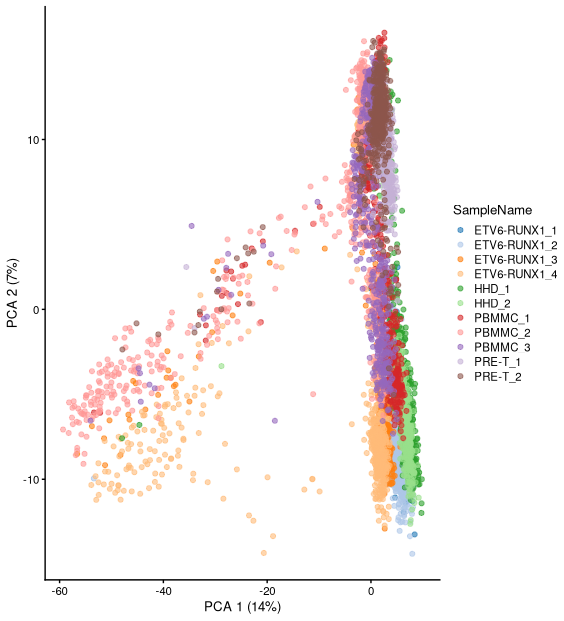 10
0
-10
PCA 2 (7%)
-60
-40
-20
0
PCA 1 (14%)
SampleName
ETV6-RUNX1_1
ETV6-RUNX1_2
ETV6-RUNX1_3
ETV6-RUNX1_4
HHD_1
HHD_2
PBMMC_1
PBMMC_2
PBMMC_3
PRE-T_1
PRE-T_2